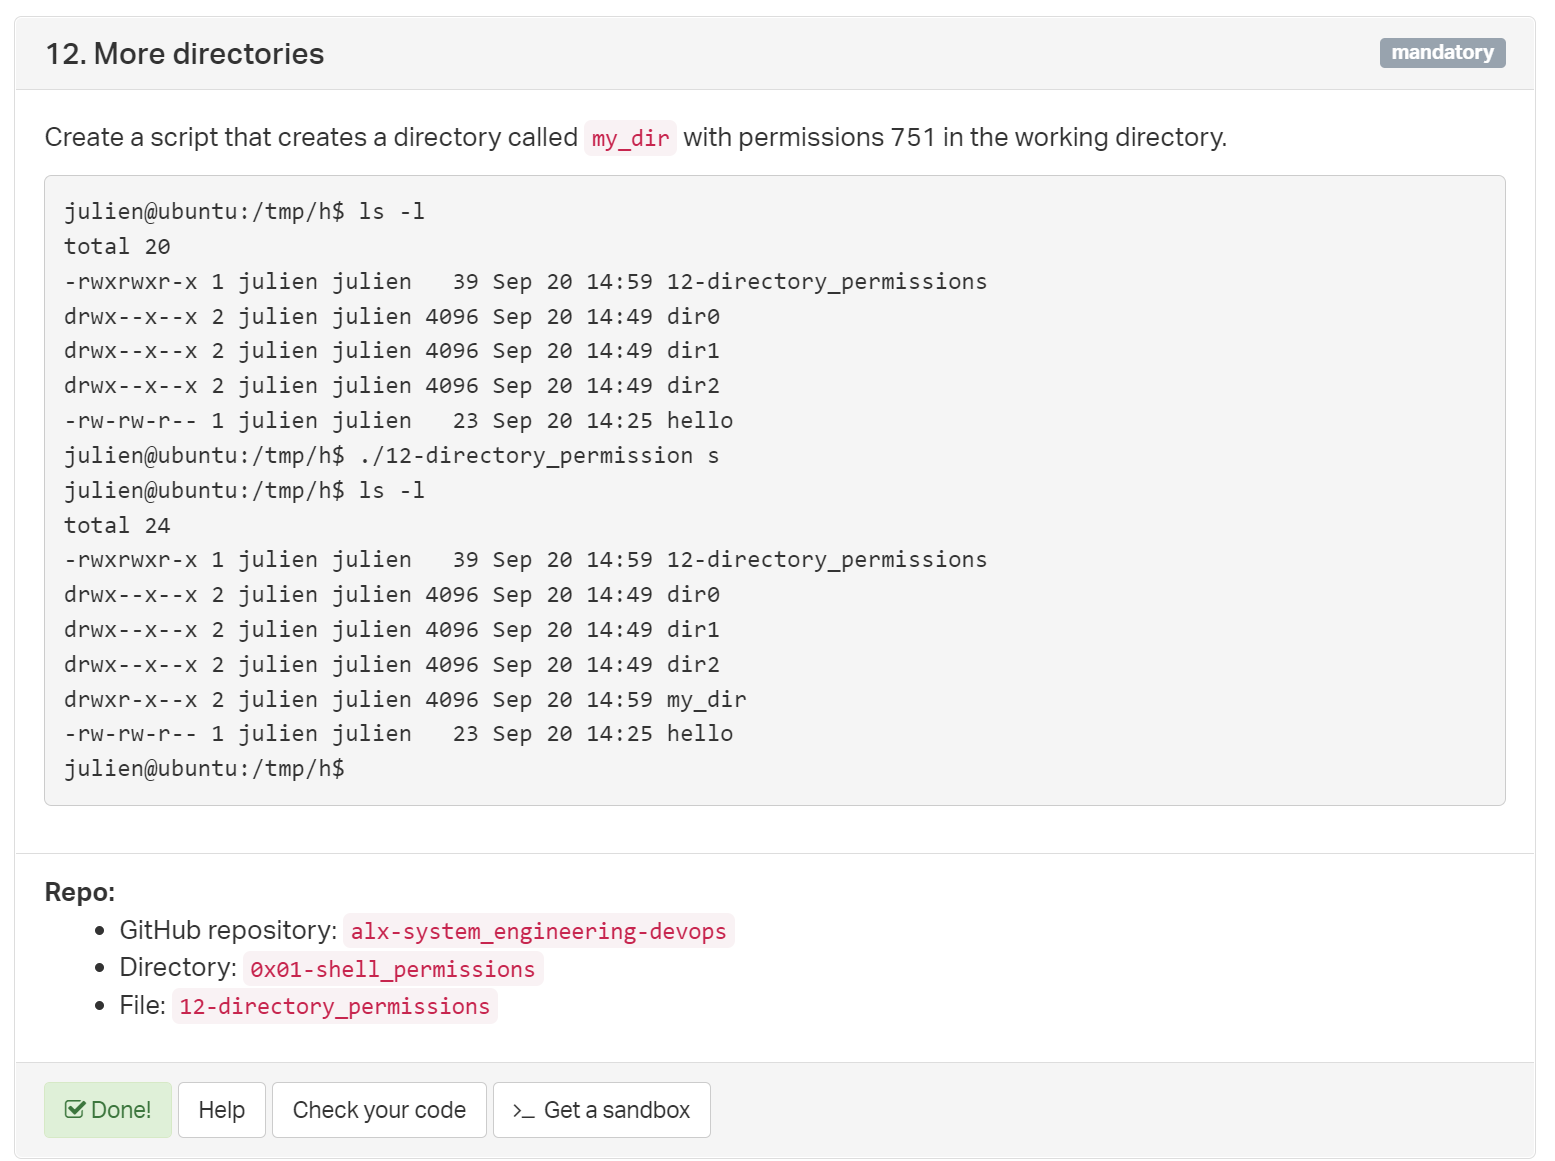 12. More directories
mandatory
Create a script that creates a directory called my_dir with permissions 751 in the working directory.
julien@ubuntu:/tmp/h$ ls -l
total 20
-rwxrwxr-x 1 julien julien   39 Sep 20 14:59 12-directory_permissions
drwx--x--x 2 julien julien 4096 Sep 20 14:49 dir0
drwx--x--x 2 julien julien 4096 Sep 20 14:49 dir1
drwx--x--x 2 julien julien 4096 Sep 20 14:49 dir2
-rw-rw-r-- 1 julien julien   23 Sep 20 14:25 hello
julien@ubuntu:/tmp/h$ ./12-directory_permission s
julien@ubuntu:/tmp/h$ ls -l
total 24
-rwxrwxr-x 1 julien julien   39 Sep 20 14:59 12-directory_permissions
drwx--x--x 2 julien julien 4096 Sep 20 14:49 dir0
drwx--x--x 2 julien julien 4096 Sep 20 14:49 dir1
drwx--x--x 2 julien julien 4096 Sep 20 14:49 dir2
drwxr-x--x 2 julien julien 4096 Sep 20 14:59 my_dir
-rw-rw-r-- 1 julien julien   23 Sep 20 14:25 hello
julien@ubuntu:/tmp/h$
Repo:
• GitHub repository: alx-system_engineering-devops
• Directory: 0x01-shell_permissions
• File: 12-directory_permissions
Done!
Help
Check your code
>_ Get a sandbox